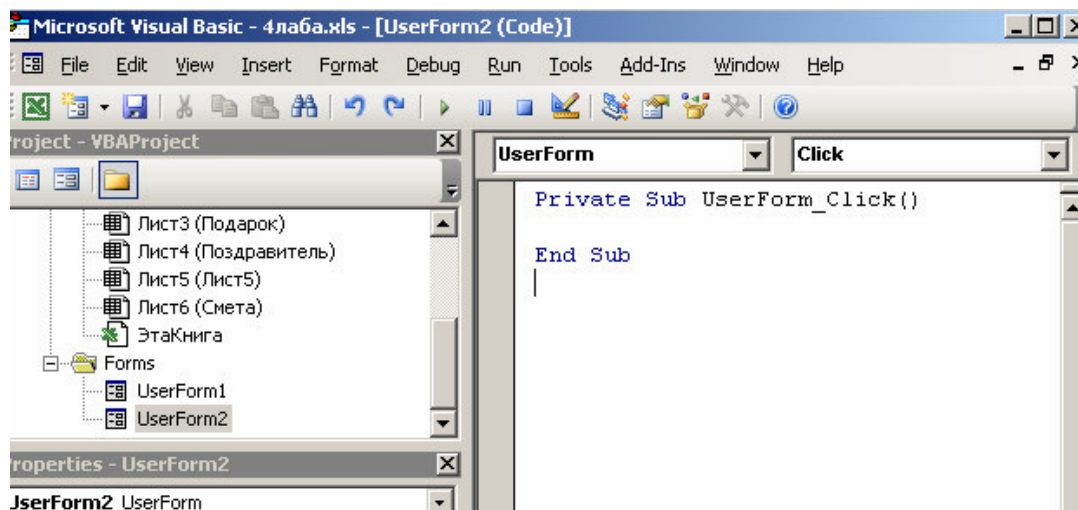 Microsoft Visual Basic - 4лаба.xls - [UserForm2 (Code)]
File Edit View Insert Format Debug Run Tools Add-Ins Window Help
roject - VBAProject
UserForm Click
Лист3 (Подарок)
Лист4 (Поздравитель)
Лист5 (Лист5)
Лист6 (Смета)
ЭтаКнига
Forms
UserForm1
UserForm2
roperties - UserForm2
UserForm2 UserForm
Private Sub UserForm_Click()
End Sub